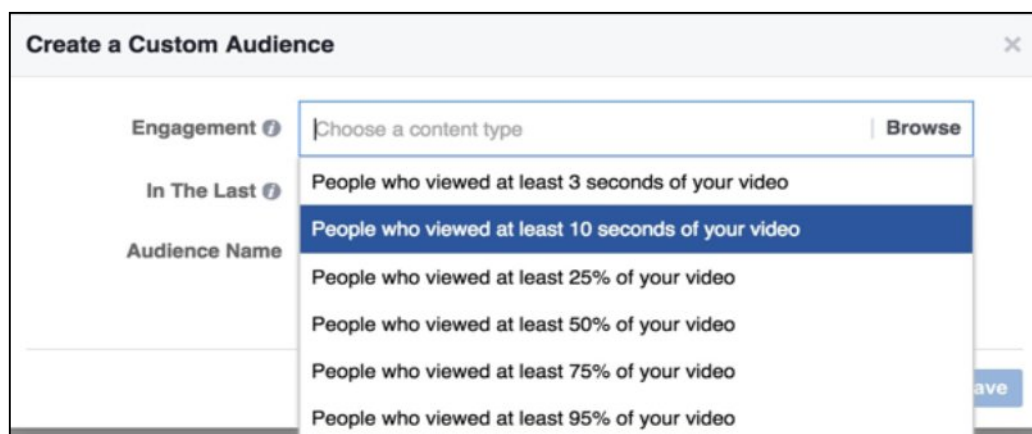 Create a Custom Audience
Engagement
Choose a content type
Browse
People who viewed at least 3 seconds of your video
In The Last
People who viewed at least 10 seconds of your video
Audience Name
People who viewed at least 25% of your video
People who viewed at least 50% of your video
People who viewed at least 75% of your video
ave
People who viewed at least 95% of your video